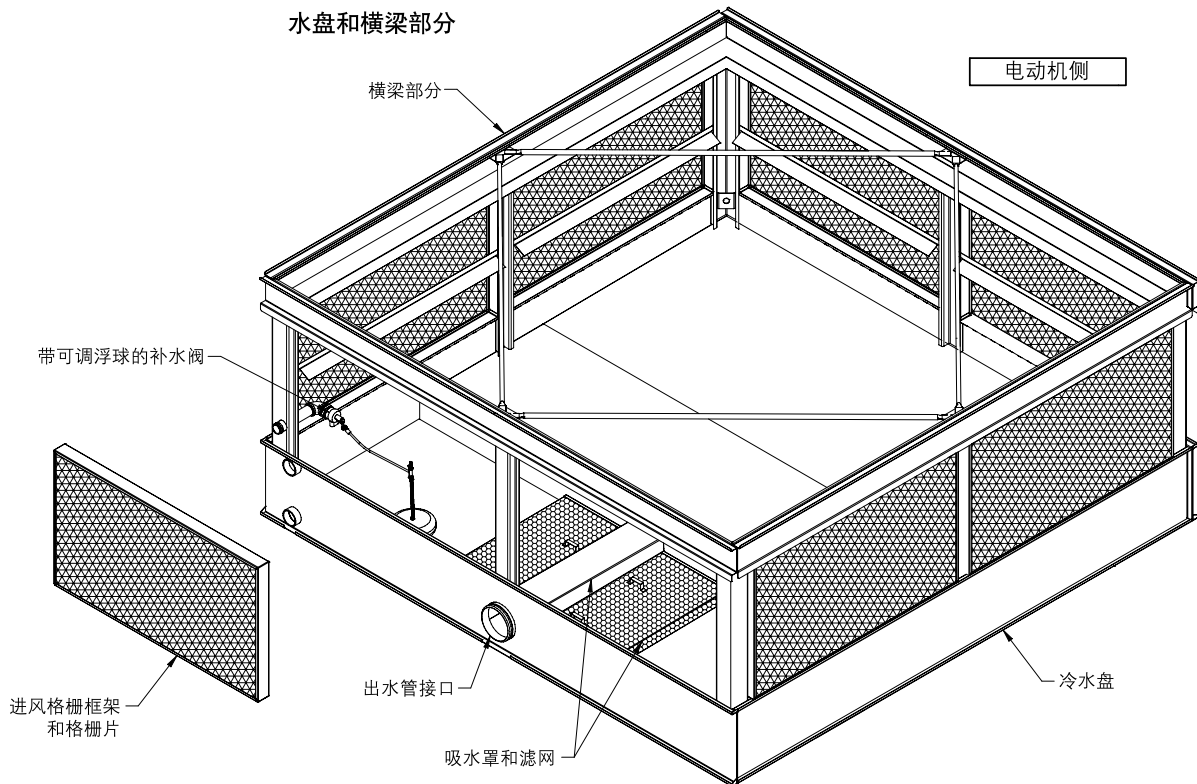 水盘和横梁部分
电动机侧
横梁部分
带可调浮球的补水阀
进风格栅框架
和格栅片
出水管接口
吸水罩和滤网
冷水盘